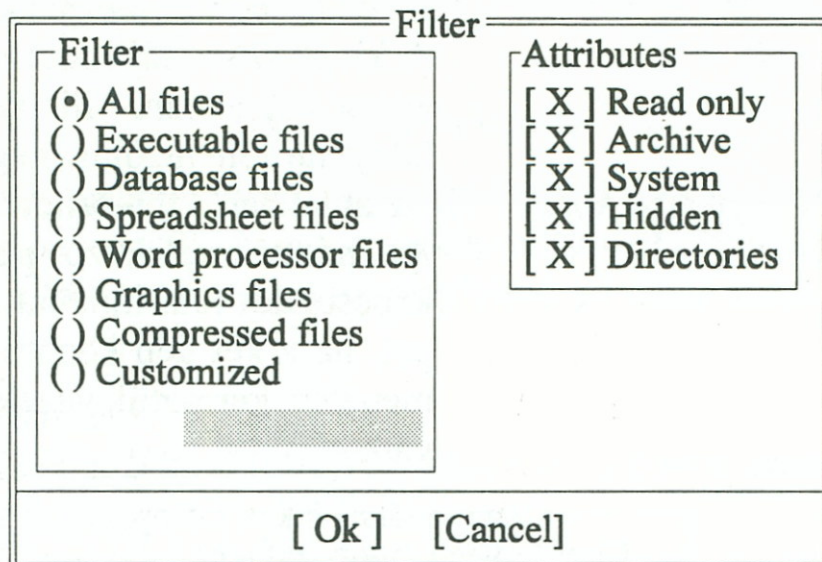 Filter
Filter
(•) All files
( ) Executable files
( ) Database files
( ) Spreadsheet files
( ) Word processor files
( ) Graphics files
( ) Compressed files
( ) Customized
Attributes
[ X ] Read only
[ X ] Archive
[ X ] System
[ X ] Hidden
[ X ] Directories
[ Ok ] [Cancel]